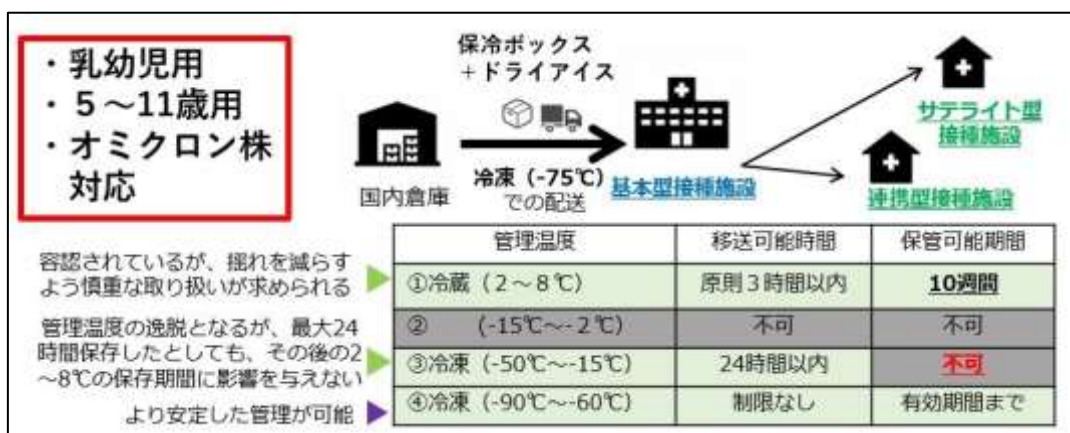 ・乳幼児用
・５～11歳用
・オミクロン株
対応
保冷ボックス
＋ドライアイス
国内倉庫
冷凍（-75℃）
での配送
基本型接種施設
サテライト型
接種施設
連携型接種施設
管理温度 移送可能時間 保管可能期間
容認されているが、揺れを減らす
よう慎重な取り扱いが求められる
①冷蔵（２～８℃） 原則３時間以内 10週間
管理温度の逸脱となるが、最大24
時間保存したとしても、その後の2
～8℃の保存期間に影響を与えない
② (-15℃～-２℃） 不可 不可
③冷凍（-50℃～-15℃） 24時間以内 不可
より安定した管理が可能
④冷凍（-90℃～-60℃） 制限なし 有効期間まで